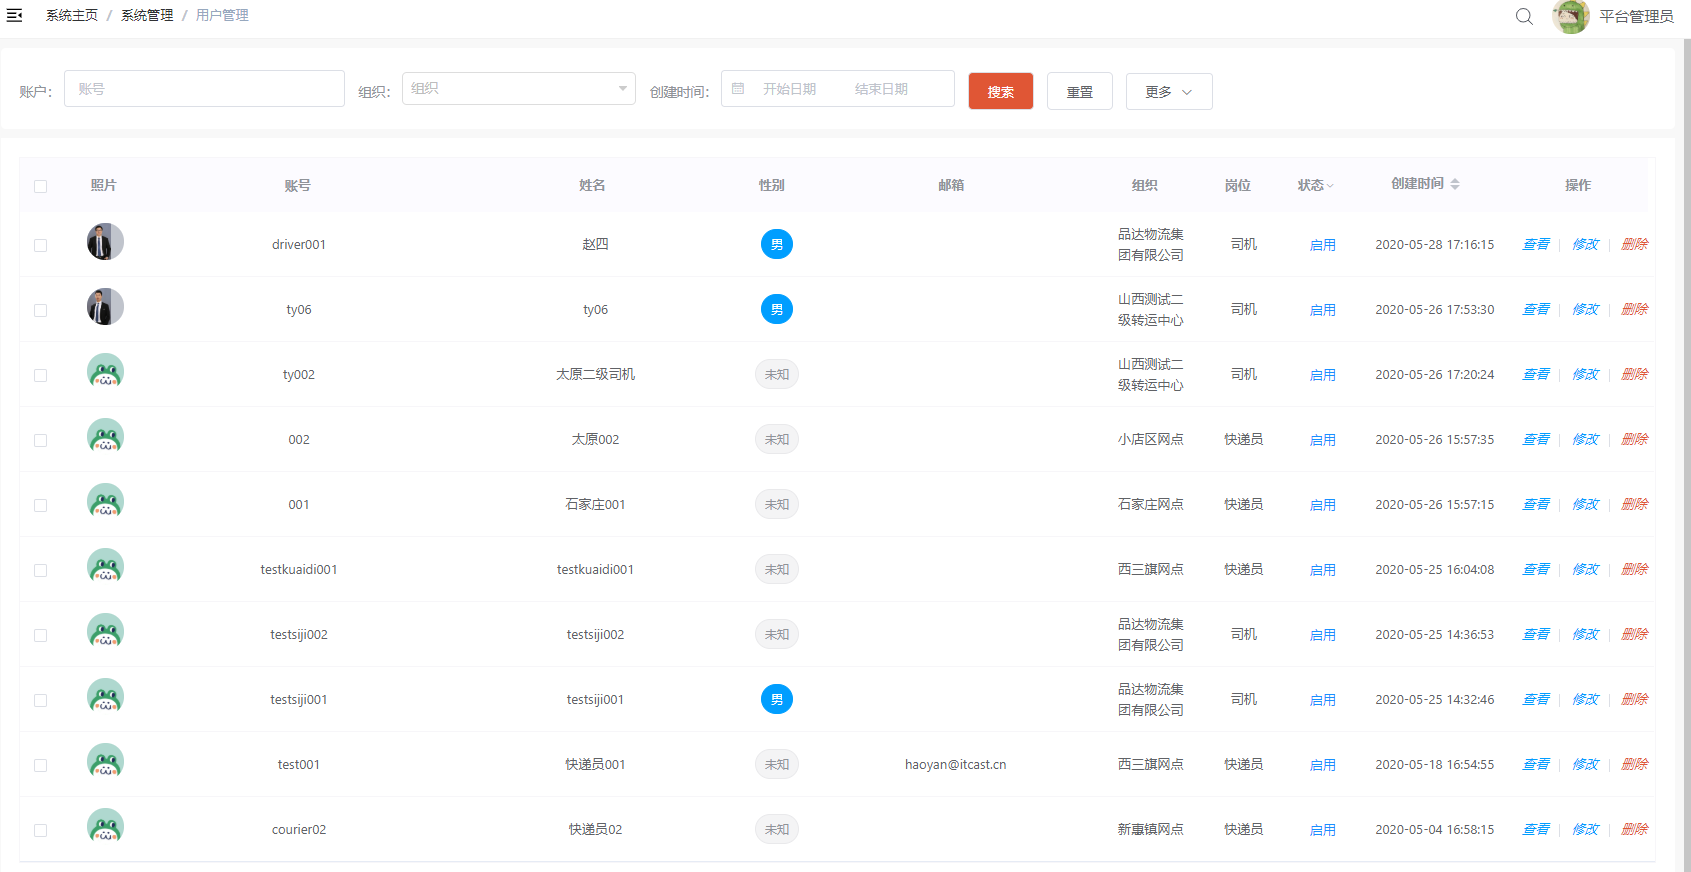 系统主页 / 系统管理 / 用户管理
平台管理员
账户： 账号 组织： 组织 创建时间： 开始日期 结束日期 搜索 重置 更多
照片 账号 姓名 性别 邮箱 组织 岗位 状态 创建时间 操作
driver001 赵四 男 品达物流集 司机 启用 2020-05-28 17:16:15 查看 修改 删除
团有限公司
ty06 ty06 男 山西测试二 司机 启用 2020-05-26 17:53:30 查看 修改 删除
级转运中心
ty002 太原二级司机 未知 山西测试二 司机 启用 2020-05-26 17:20:24 查看 修改 删除
级转运中心
002 太原002 未知 小店区网点 快递员 启用 2020-05-26 15:57:35 查看 修改 删除
001 石家庄001 未知 石家庄网点 快递员 启用 2020-05-26 15:57:15 查看 修改 删除
testkuaidi001 testkuaidi001 未知 西三旗网点 快递员 启用 2020-05-25 16:04:08 查看 修改 删除
testsiji002 testsiji002 未知 品达物流集 司机 启用 2020-05-25 14:36:53 查看 修改 删除
团有限公司
testsiji001 testsiji001 男 品达物流集 司机 启用 2020-05-25 14:32:46 查看 修改 删除
团有限公司
test001 快递员001 未知 haoyan@itcast.cn 西三旗网点 快递员 启用 2020-05-18 16:54:55 查看 修改 删除
courier02 快递员02 未知 新惠镇网点 快递员 启用 2020-05-04 16:58:15 查看 修改 删除